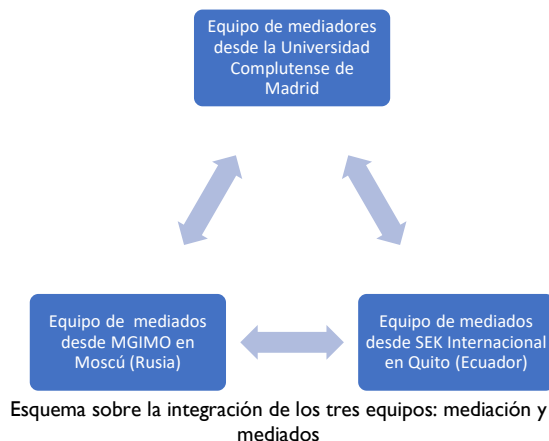 Equipo de mediadores
desde la Universidad
Complutense de
Madrid
Equipo de mediados
desde MGIMO en
Moscú (Rusia)
Equipo de mediados
desde SEK Internacional
en Quito (Ecuador)
Esquema sobre la integración de los tres equipos: mediación y
mediados